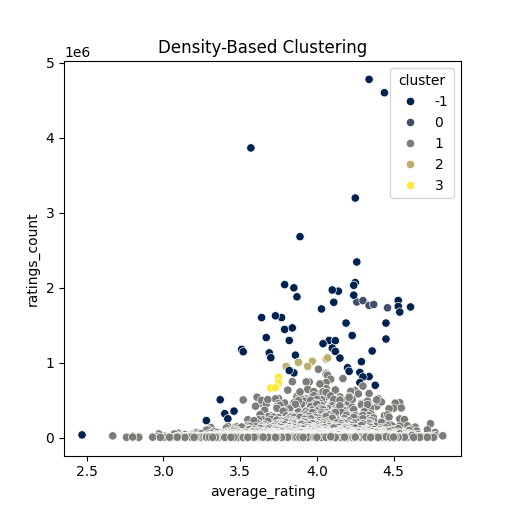 Density-Based Clustering
1e6
5
4
3
2
1
0
ratings_count
2.5 3.0 3.5 4.0 4.5
average_rating
cluster
-1
0
1
2
3